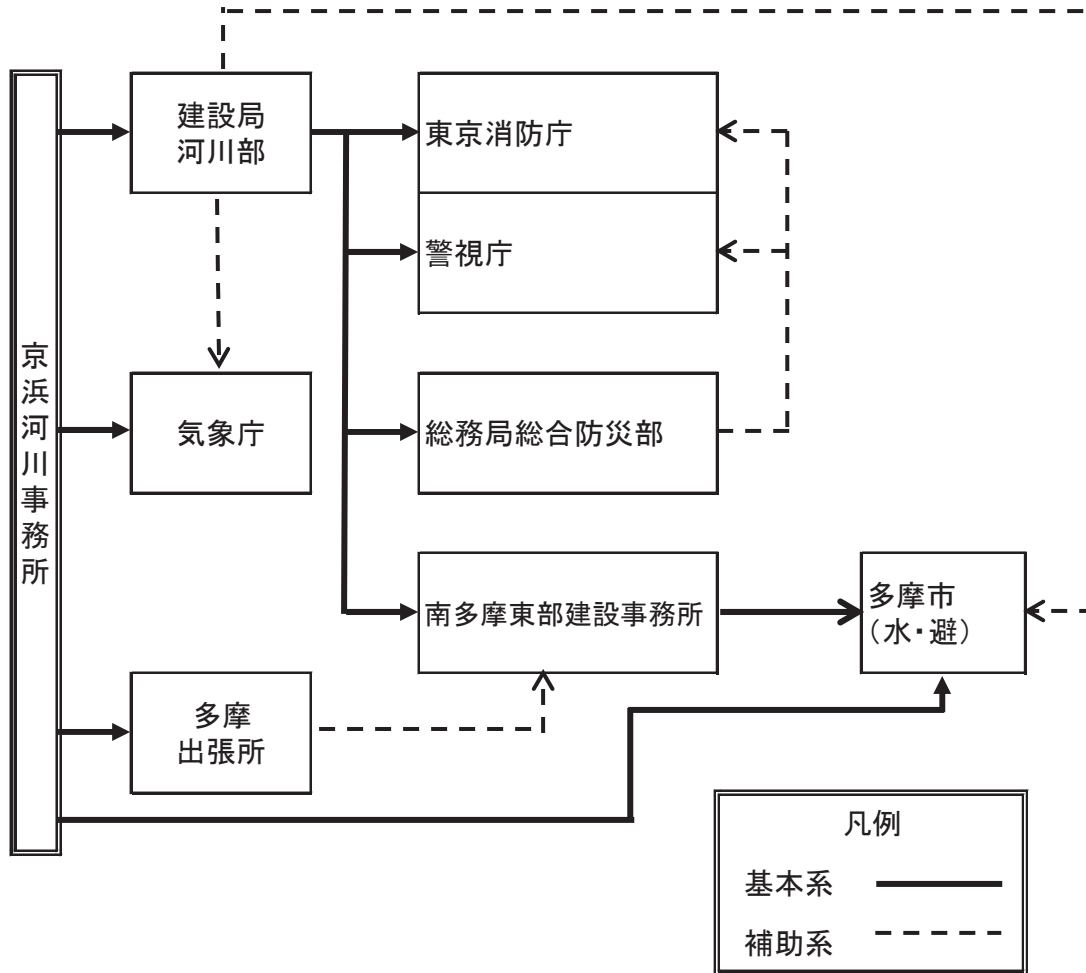 京浜河川事務所
建設局
河川部
東京消防庁
警視庁
気象庁
総務局総合防災部
南多摩東部建設事務所
多摩市
（水・避）
多摩
出張所
凡例
基本系
補助系